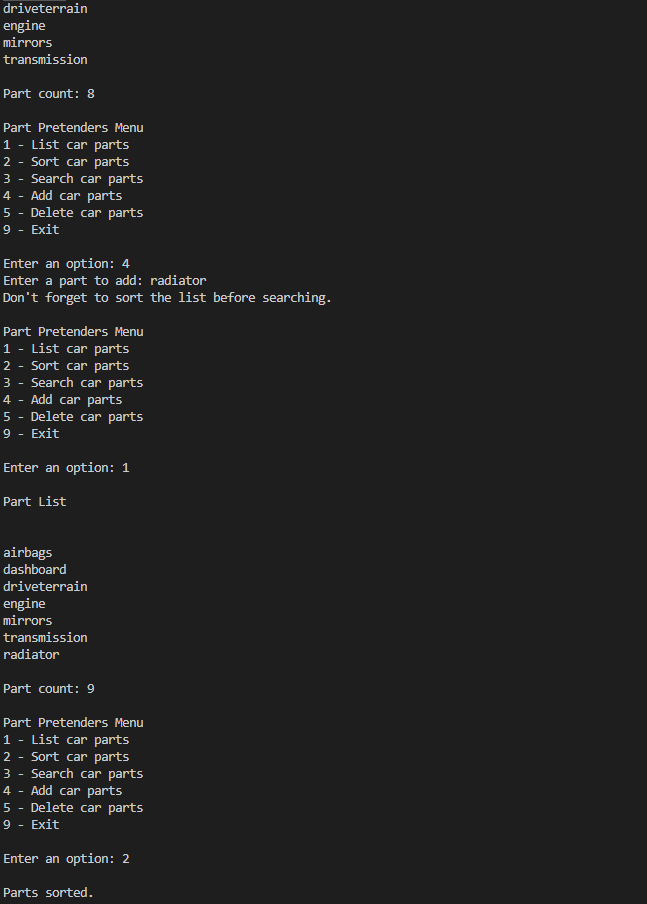 driveterrain
engine
mirrors
transmission
Part count: 8
Part Pretenders Menu
1 - List car parts
2 - Sort car parts
3 - Search car parts
4 - Add car parts
5 - Delete car parts
9 - Exit
Enter an option: 4
Enter a part to add: radiator
Don't forget to sort the list before searching.
Part Pretenders Menu
1 - List car parts
2 - Sort car parts
3 - Search car parts
4 - Add car parts
5 - Delete car parts
9 - Exit
Enter an option: 1
Part List
airbags
dashboard
driveterrain
engine
mirrors
transmission
radiator
Part count: 9
Part Pretenders Menu
1 - List car parts
2 - Sort car parts
3 - Search car parts
4 - Add car parts
5 - Delete car parts
9 - Exit
Enter an option: 2
Parts sorted.